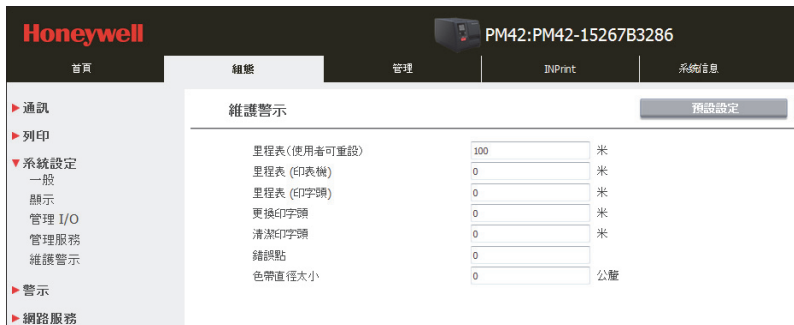 Honeywell
PM42:PM42-15267B3286
首頁 組態 管理 INPrint 系統信息
▶通訊
▶列印
▼系統設定
一般
顯示
管理 I/O
管理服務
維護警示
▶警示
▶網路服務
維護警示 預設設定
里程表(使用者可重設) 100 米
里程表 (印表機) 0 米
里程表 (印字頭) 0 米
更換印字頭 0 米
清潔印字頭 0 米
錯誤點 0
色帶直徑太小 0 公釐